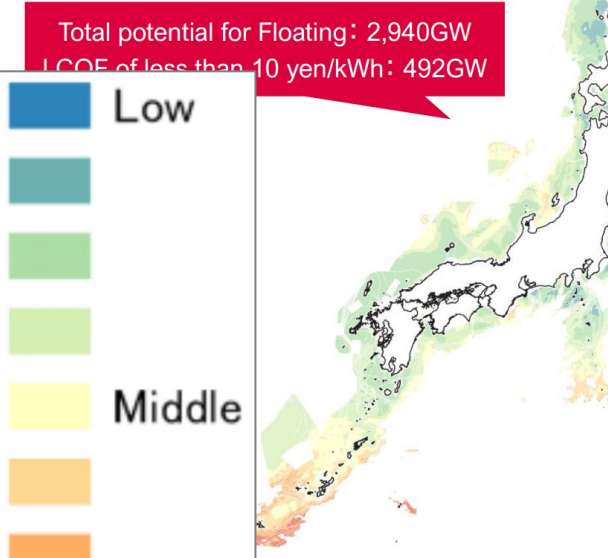 Total potential for Floating: 2,940GW
LCOE of less than 10 yen/kWh: 492GW
Low
Middle